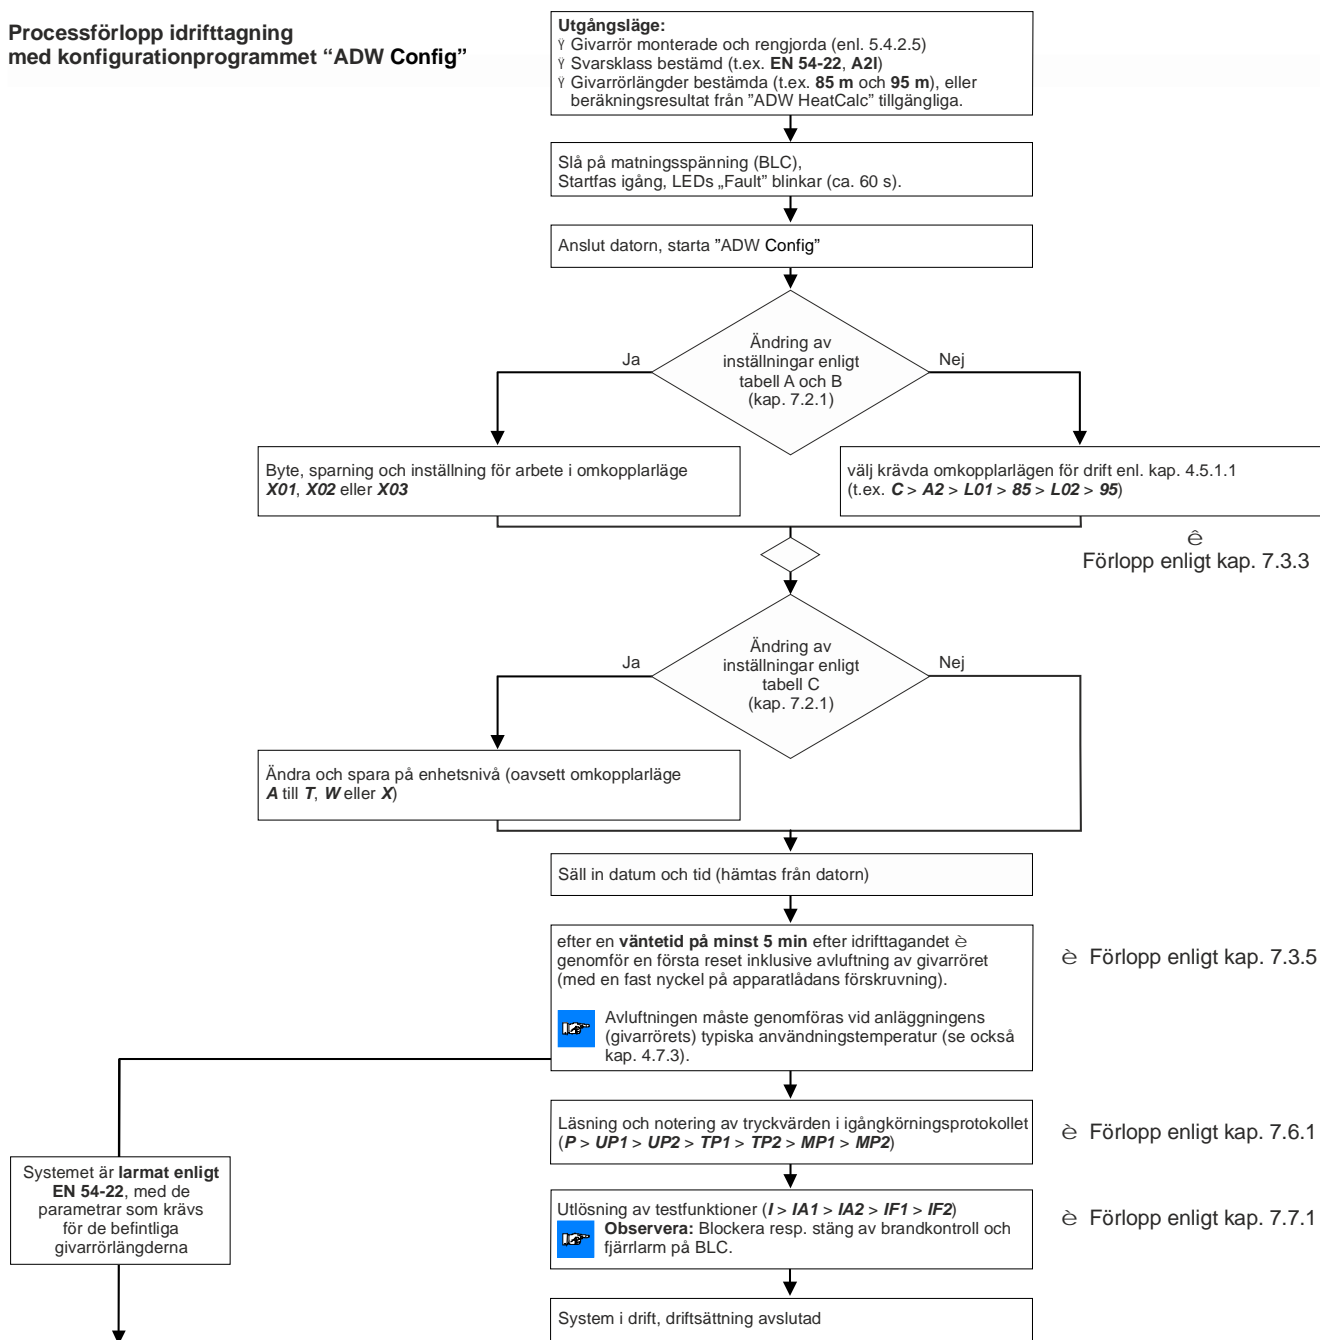 Processförlopp idrifttagning
med konfigurationprogrammet “ADW Config”
Utgångsläge:
Ÿ Givarrör monterade och rengjorda (enl. 5.4.2.5)
Ÿ Svarsklass bestämd (t.ex. EN 54-22, A2I)
Ÿ Givarrörlängder bestämda (t.ex. 85 m och 95 m), eller
beräkningsresultat från ”ADW HeatCalc” tillgängliga.
Slå på matningsspänning (BLC),
Startfas igång, LEDs „Fault” blinkar (ca. 60 s).
Anslut datorn, starta ”ADW Config”
Ändring av
inställningar enligt
tabell A och B
(kap. 7.2.1)
Ja
Nej
Byte, sparning och inställning för arbete i omkopplarläge
X01, X02 eller X03
välj krävda omkopplarlägen för drift enl. kap. 4.5.1.1
(t.ex. C > A2 > L01 > 85 > L02 > 95)
ê
Förlopp enligt kap. 7.3.3
Ändring av
inställningar enligt
tabell C
(kap. 7.2.1)
Ja
Nej
Ändra och spara på enhetsnivå (oavsett omkopplarläge
A till T, W eller X)
Säll in datum och tid (hämtas från datorn)
efter en väntetid på minst 5 min efter idrifttagandet è
genomför en första reset inklusive avluftning av givarröret
(med en fast nyckel på apparatlådans förskruvning).
Avluftningen måste genomföras vid anläggningens
(givarrörets) typiska användningstemperatur (se också
kap. 4.7.3).
è Förlopp enligt kap. 7.3.5
Läsning och notering av tryckvärden i igångkörningsprotokollet
(P > UP1 > UP2 > TP1 > TP2 > MP1 > MP2)
è Förlopp enligt kap. 7.6.1
Systemet är larmat enligt
EN 54-22, med de
parametrar som krävs
för de befintliga
givarrörlängderna
Utlösning av testfunktioner (I > IA1 > IA2 > IF1 > IF2)
Observera: Blockera resp. stäng av brandkontroll och
fjärrlarm på BLC.
è Förlopp enligt kap. 7.7.1
System i drift, driftsättning avslutad